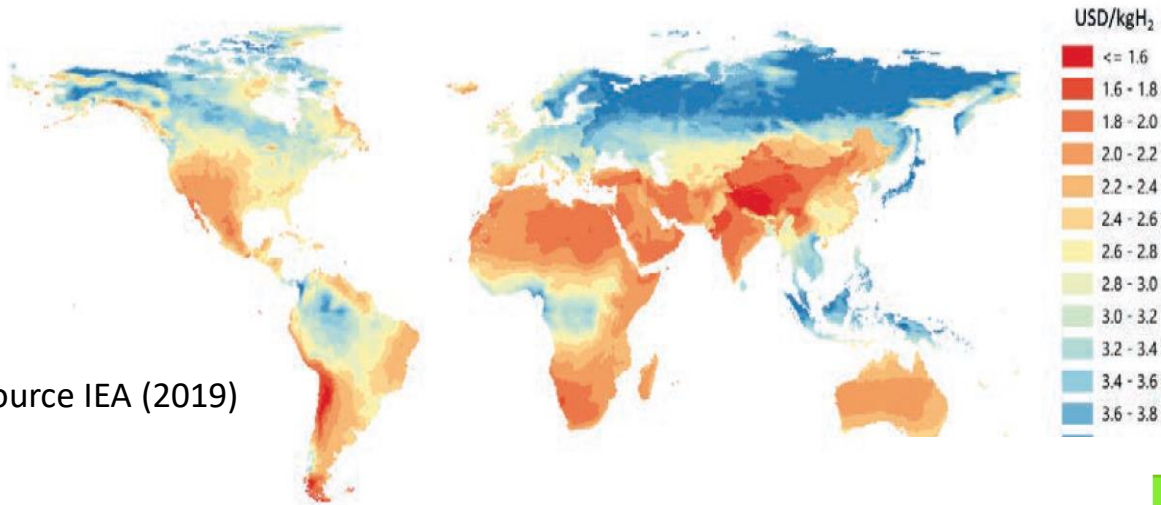 USD/kgH₂
<= 1.6
1.6 - 1.8
1.8 - 2.0
2.0 - 2.2
2.2 - 2.4
2.4 - 2.6
2.6 - 2.8
2.8 - 3.0
3.0 - 3.2
3.2 - 3.4
3.4 - 3.6
3.6 - 3.8
ource IEA (2019)